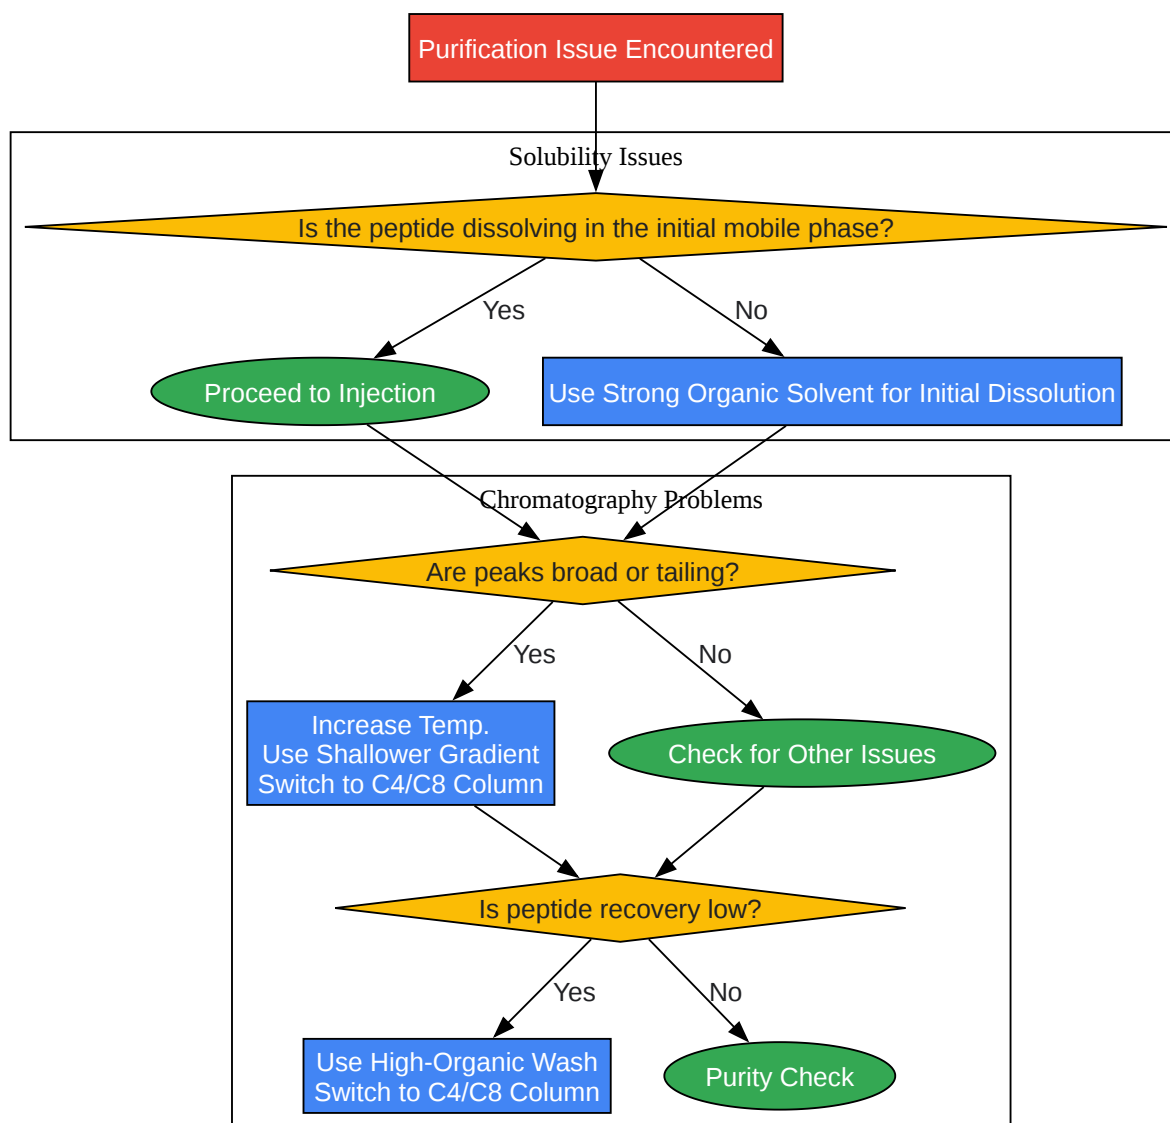 Purification Issue Encountered
Solubility Issues
Is the peptide dissolving in the initial mobile phase?
Yes
No
Proceed to Injection
Use Strong Organic Solvent for Initial Dissolution
Chromatography Problems
Are peaks broad or tailing?
Yes
No
Increase Temp.
Use Shallower Gradient
Switch to C4/C8 Column
Check for Other Issues
Is peptide recovery low?
Yes
No
Use High-Organic Wash
Switch to C4/C8 Column
Purity Check